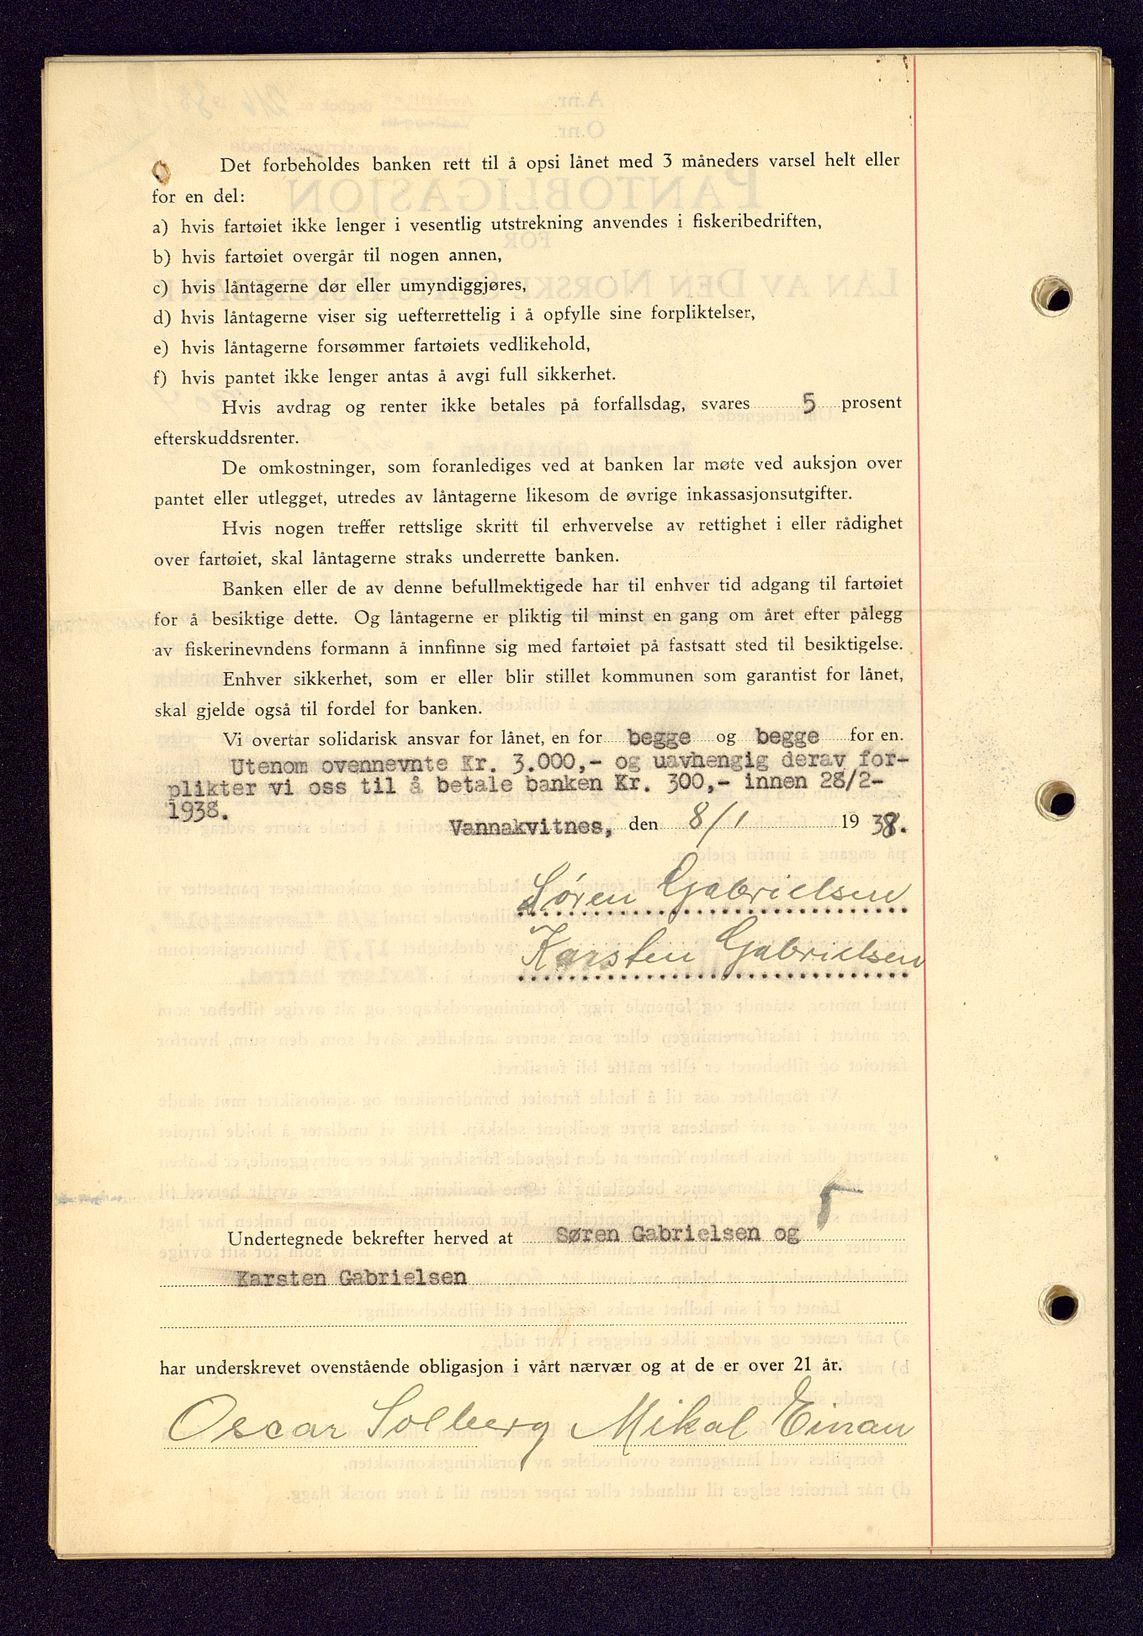 Det forbeholdes banken rett til å opsi lånet med 3 måneders varsel helt eller
for en del:
a) hvis fartøiet ikke lenger i vesentlig utstrekning anvendes i fiskeribedriften,
b) hvis fartøiet overgår til nogen annen,
c) hvis låntagerne dør eller umyndiggjøres,
d) hvis låntagerne viser sig uefterrettelig i å opfylle sine forpliktelser,
e) hvis låntagerne forsømmer fartøiets vedlikehold,
f) hvis pantet ikke lenger antas å avgi full sikkerhet.
Hvis avdrag og renter ikke betales på forfallsdag, svares 5 prosent
efterskuddsrenter.
De omkostninger, som foranlediges ved at banken lar møte ved auksjon over
pantet eller utlegget, utredes av låntagerne likesom de øvrige inkassasjonsutgifter.
Hvis nogen treffer rettslige skritt til erhvervelse av rettighet i eller rådighet
over fartøiet, skal låntagerne straks underrette banken.
Banken eller de av denne befullmektigede har til enhver tid adgang til fartøiet
for å besiktige dette. Og låntagerne er pliktig til minst en gang om året efter pålegg
av fiskerinevndens formann å innfinne sig med fartøiet på fastsatt sted til besiktigelse.
Enhver sikkerhet, som er eller blir stillet kommunen som garantist for lånet,
skal gjelde også til fordel for banken.
Vi overtar solidarisk ansvar for lånet, en for begge og begge for en.
Utenom ovennevnte Kr. 3.000,- og uavhengig derav for-
plikter vi oss til å betale banken Kr. 300,- innen 28/2-
1938.
Vannakvitnes, den 8/1 1938.
Søren Gabrielsen
Karsten Gabrielsen
Undertegnede bekrefter herved at Søren Gabrielsen og
Karsten Gabrielsen
har underskrevet ovenstående obligasjon i vårt nærvær og at de er over 21 år.
Oscar Solberg Mikal Einan